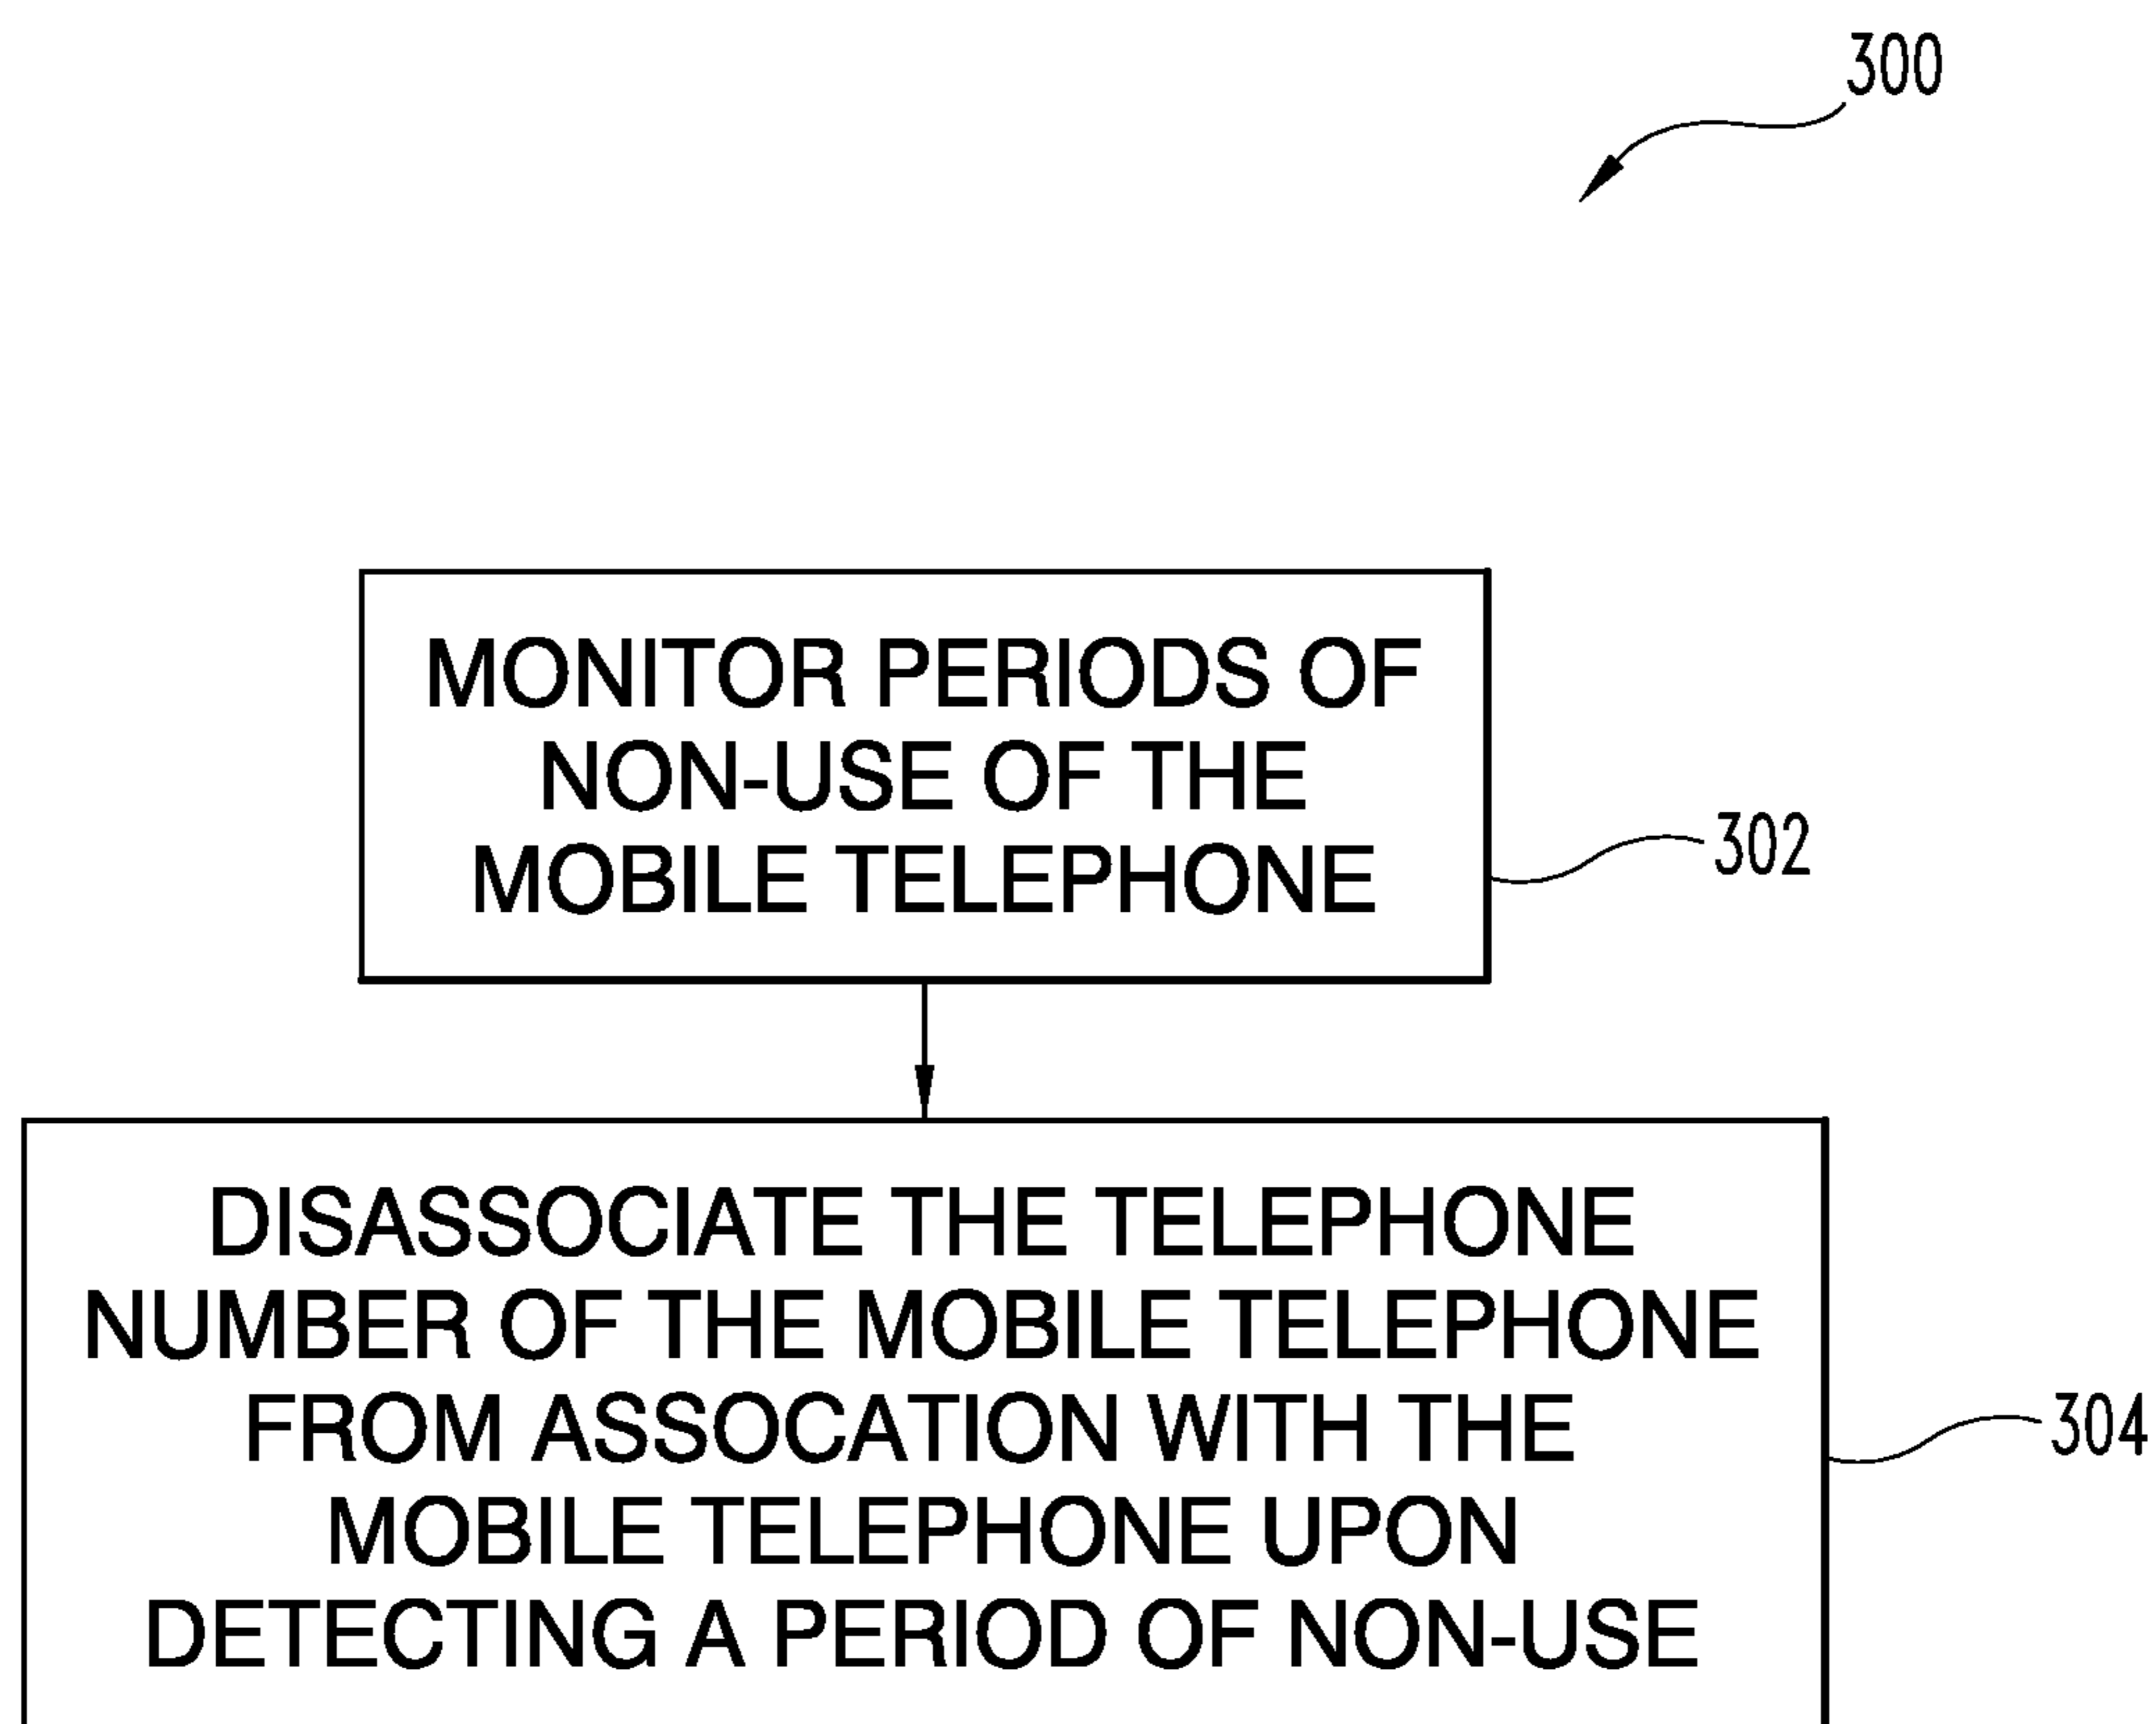 300
MONITOR PERIODS OF
NON-USE OF THE
MOBILE TELEPHONE
302
DISASSOCIATE THE TELEPHONE
NUMBER OF THE MOBILE TELEPHONE
FROM ASSOCATION WITH THE
MOBILE TELEPHONE UPON
DETECTING A PERIOD OF NON-USE
304